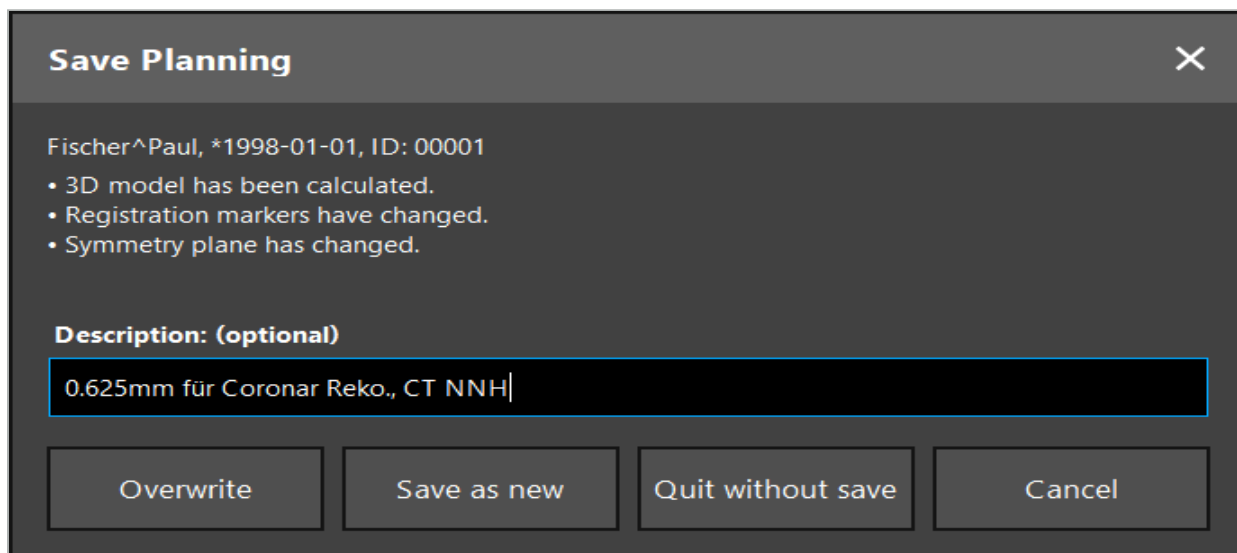 Save Planning
Fischer^Paul, *1998-01-01, ID: 00001
• 3D model has been calculated.
• Registration markers have changed.
• Symmetry plane has changed.
Description: (optional)
0.625mm für Coronar Reko., CT NNH
Overwrite Save as new Quit without save Cancel